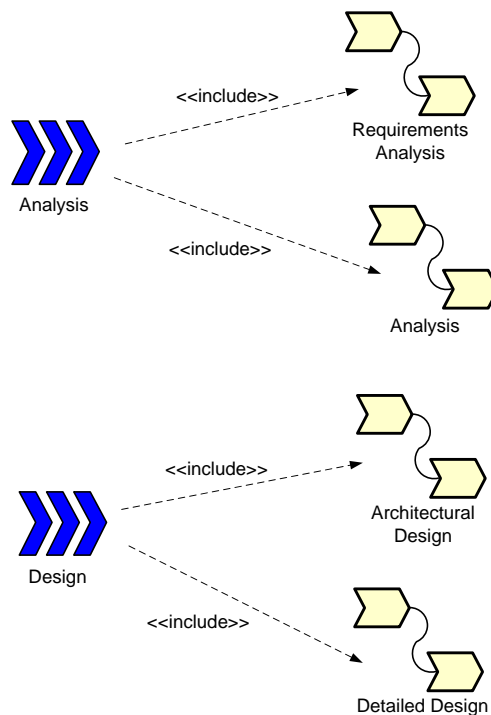 <<include>>
Requirements
Analysis
Analysis
<<include>>
Analysis
<<include>>
Architectural
Design
Design
<<include>>
Detailed Design